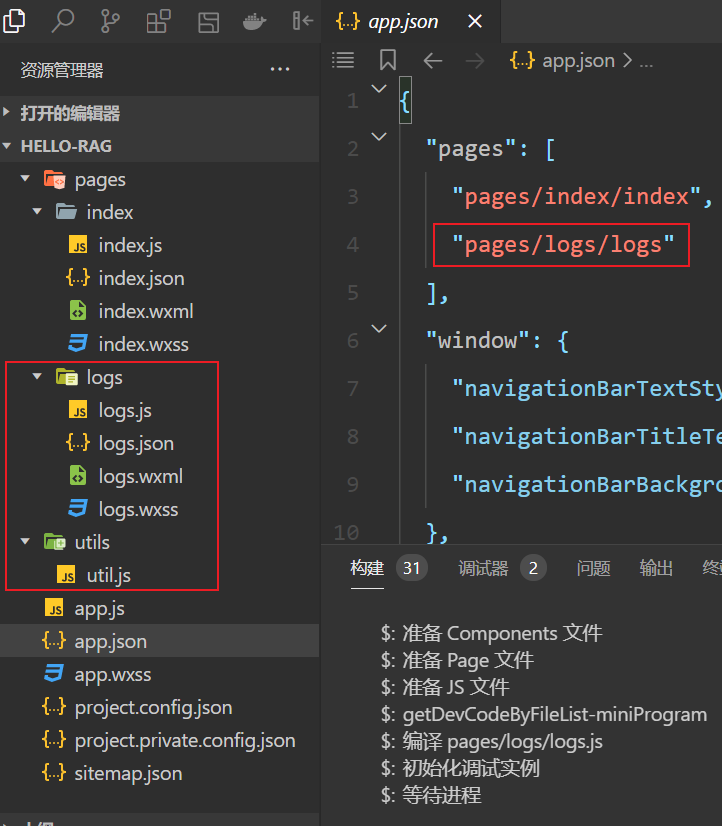 app.json
资源管理器
打开的编辑器
HELLO-RAG
pages
index
JS index.js
{..} index.json
index.wxml
index.wxss
logs
JS logs.js
{..} logs.json
logs.wxml
logs.wxss
utils
JS util.js
JS app.js
{..} app.json
app.wxss
{..} project.config.json
{..} project.private.config.json
{..} sitemap.json
{..} app.json > ...
1 {
2 "pages": [
3 "pages/index/index",
4 "pages/logs/logs"
5 ],
6 "window": {
7 "navigationBarTextSty
8 "navigationBarTitleTe
9 "navigationBarBackgro
10 },
构建 31 调试器 2 问题 输出
$: 准备 Components 文件
$: 准备 Page 文件
$: 准备 JS 文件
$: getDevCodeByFileList-miniProgram
$: 编译 pages/logs/logs.js
$: 初始化调试实例
$: 等待进程